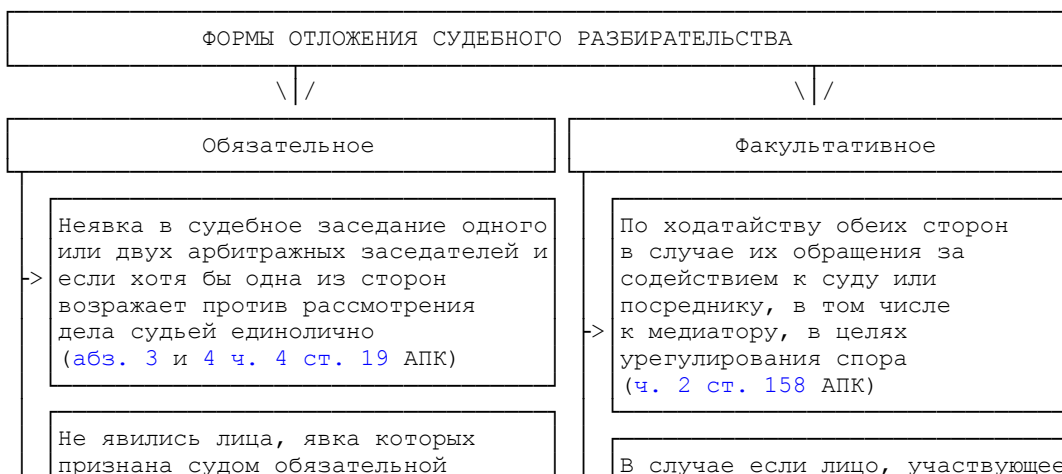 ФОРМЫ ОТЛОЖЕНИЯ СУДЕБНОГО РАЗБИРАТЕЛЬСТВА
Обязательное
Неявка в судебное заседание одного
или двух арбитражных заседателей и
если хотя бы одна из сторон
возражает против рассмотрения
дела судьей единолично
(абз. 3 и 4 ч. 4 ст. 19 АПК)
Не явились лица, явка которых
признана судом обязательной
Факультативное
По ходатайству обеих сторон
в случае их обращения за
содействием к суду или
посреднику, в том числе
к медиатору, в целях
урегулирования спора
(ч. 2 ст. 158 АПК)
В случае если лицо, участвующее